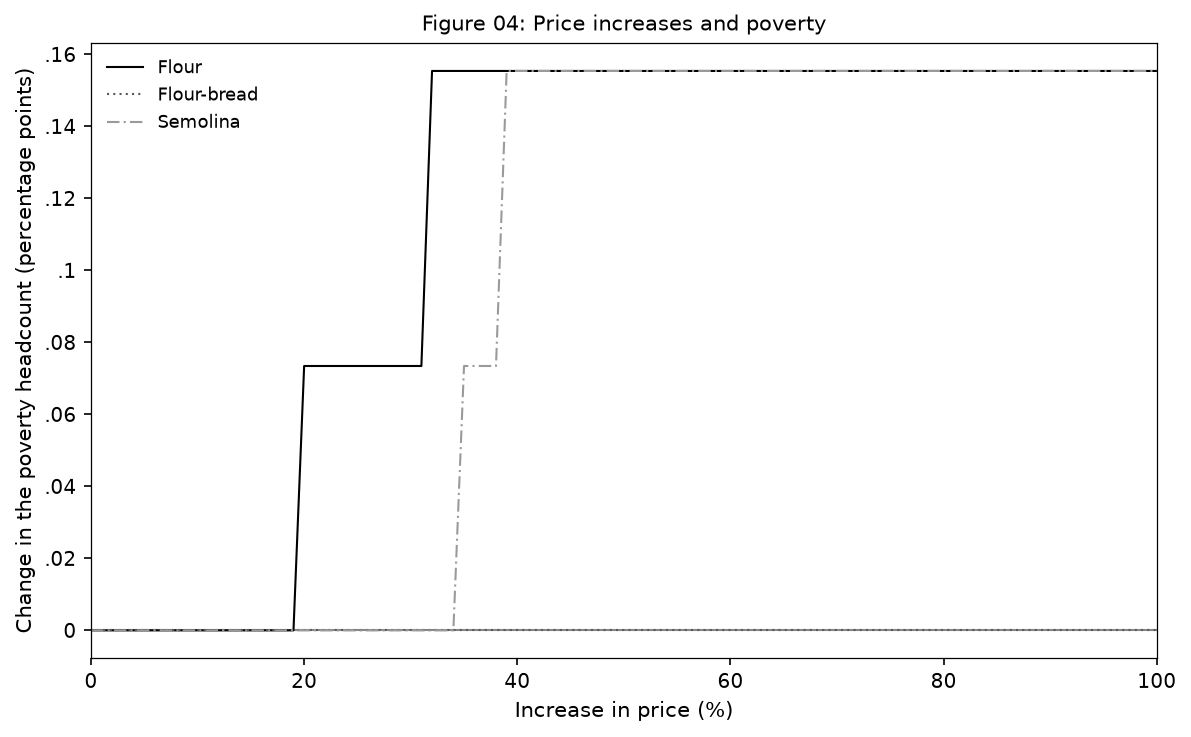 Figure 04: Price increases and poverty
Change in the poverty headcount (percentage points)
.16
.14
.12
.1
.08
.06
.04
.02
0
Flour
Flour-bread
Semolina
0 20 40 60 80 100
Increase in price (%)